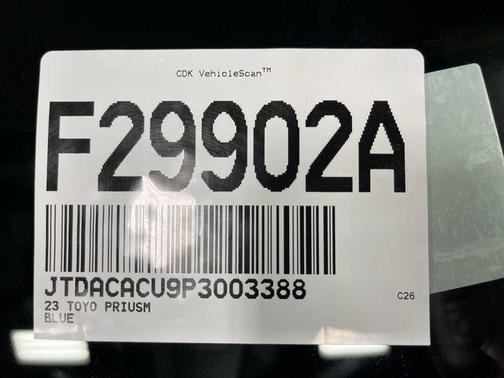 CDK VehicleScan™
F29902A
JTDACACU9P3003388
23 TOYO PRIUSM
BLUE
C26